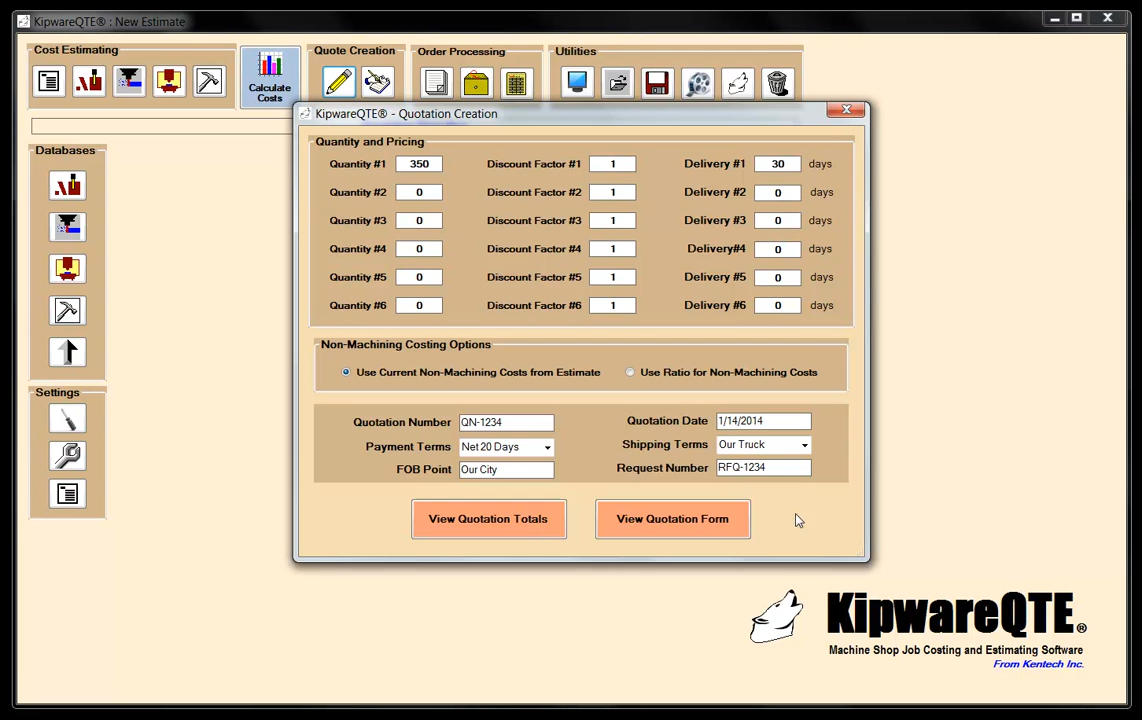 KipwareQTE® : New Estimate
Cost Estimating
Calculate
Costs
Quote Creation
Order Processing
Utilities
KipwareQTE® - Quotation Creation
Quantity and Pricing
Quantity #1 350 Discount Factor #1 1 Delivery #1 30 days
Quantity #2 0 Discount Factor #2 1 Delivery #2 0 days
Quantity #3 0 Discount Factor #3 1 Delivery #3 0 days
Quantity #4 0 Discount Factor #4 1 Delivery#4 0 days
Quantity #5 0 Discount Factor #5 1 Delivery #5 0 days
Quantity #6 0 Discount Factor #6 1 Delivery #6 0 days
Non-Machining Costing Options
Use Current Non-Machining Costs from Estimate Use Ratio for Non-Machining Costs
Quotation Number QN-1234 Quotation Date 1/14/2014
Payment Terms Net 20 Days Shipping Terms Our Truck
FOB Point Our City Request Number RFQ-1234
View Quotation Totals View Quotation Form
Databases
Settings
KipwareQTE®
Machine Shop Job Costing and Estimating Software
From Kentech Inc.